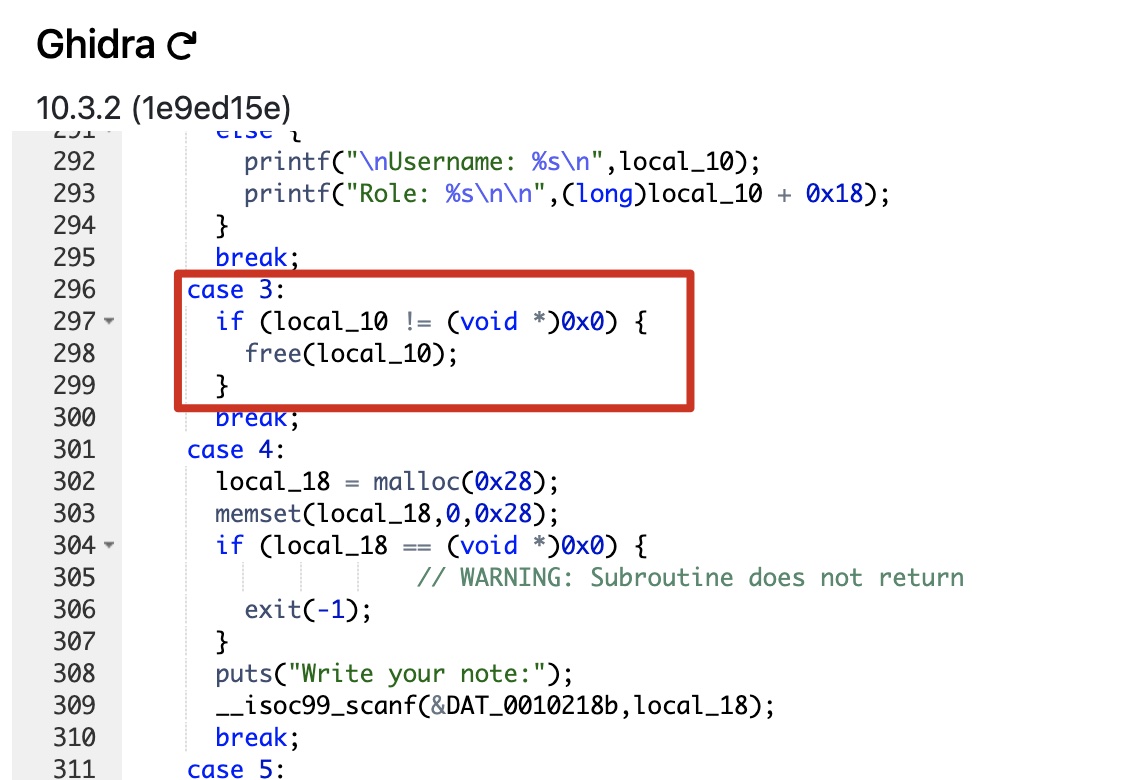 Ghidra
10.3.2 (1e9ed15e)
291 else {
292 printf("\nUsername: %s\n",local_10);
293 printf("Role: %s\n\n",(long)local_10 + 0x18);
294 }
295 break;
296 case 3:
297 if (local_10 != (void *)0x0) {
298 free(local_10);
299 }
300 break;
301 case 4:
302 local_18 = malloc(0x28);
303 memset(local_18,0,0x28);
304 if (local_18 == (void *)0x0) {
305 // WARNING: Subroutine does not return
306 exit(-1);
307 }
308 puts("Write your note:");
309 __isoc99_scanf(&DAT_0010218b,local_18);
310 break;
311 case 5: